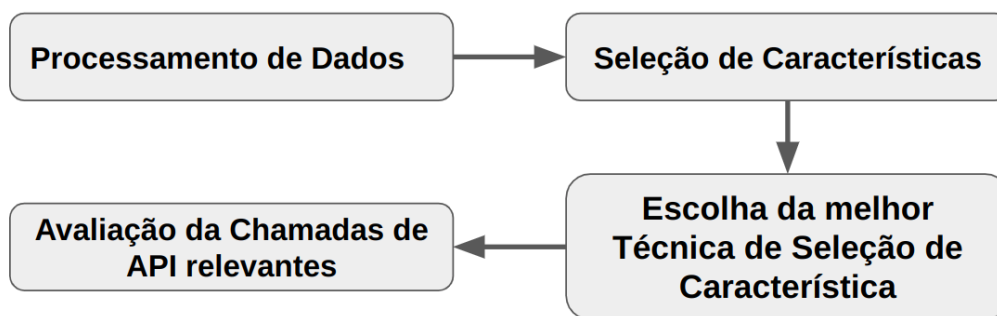 Processamento de Dados
Seleção de Características
Escolha da melhor
Técnica de Seleção de
Característica
Avaliação da Chamadas de
API relevantes